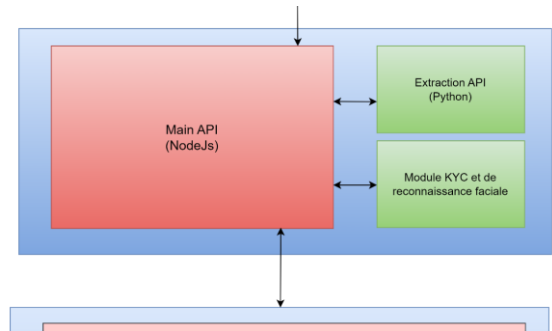 Main API
(NodeJs)
Extraction API
(Python)
Module KYC et de
reconnaissance faciale